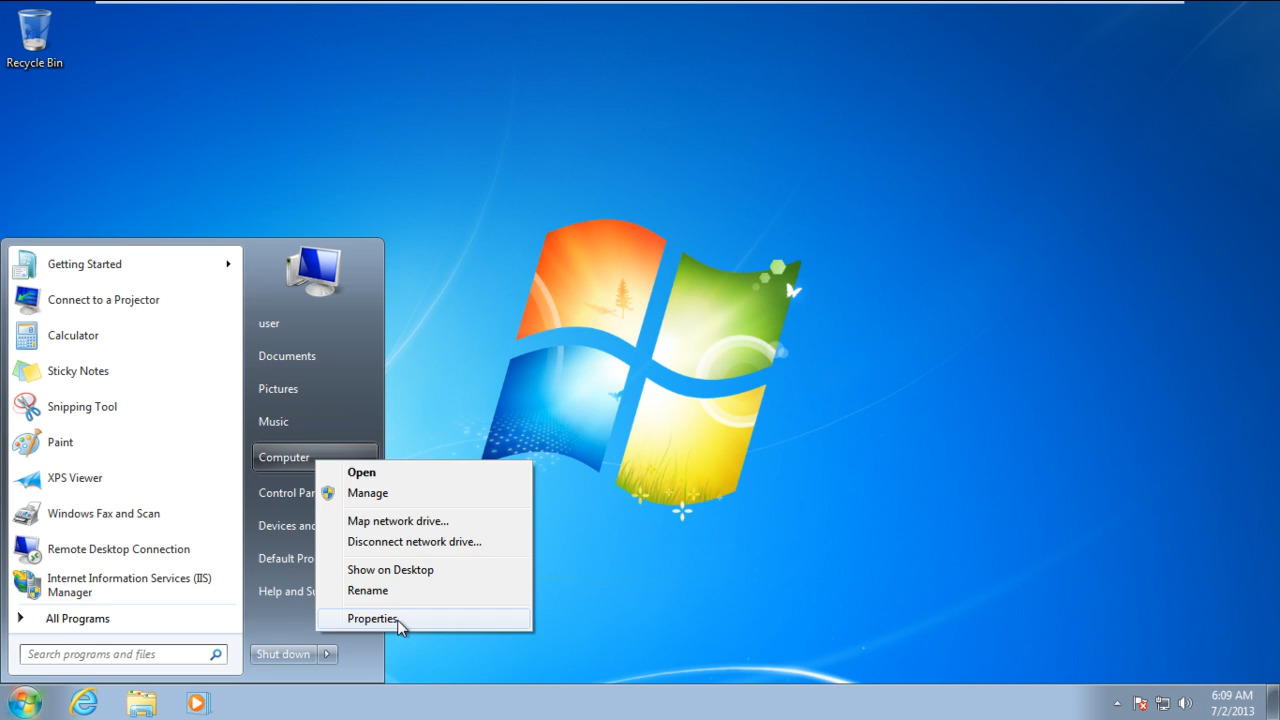 Recycle Bin
Getting Started
Connect to a Projector
Calculator
Sticky Notes
Snipping Tool
Paint
XPS Viewer
Windows Fax and Scan
Remote Desktop Connection
Internet Information Services (IIS)
Manager
All Programs
Search programs and files
user
Documents
Pictures
Music
Computer
Control Par
Devices and
Default Pro
Help and Su
Shut down
Open
Manage
Map network drive...
Disconnect network drive...
Show on Desktop
Rename
Properties
6:09 AM
7/2/2013